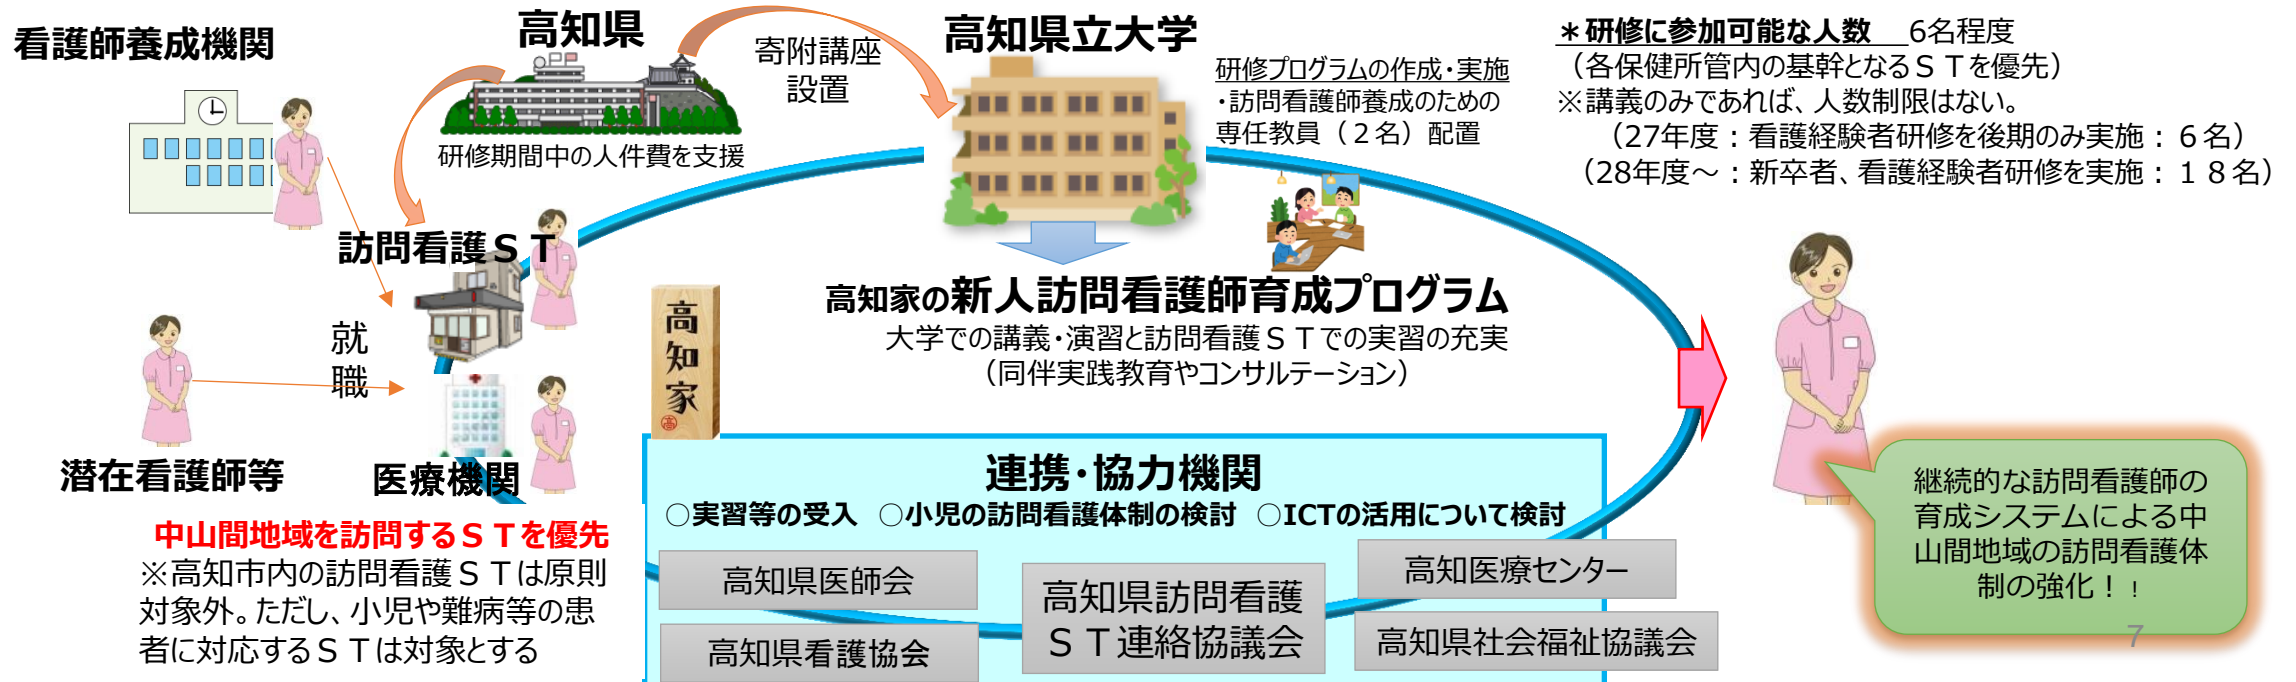 看護師養成機関
高知県
寄附講座
設置
高知県立大学
研修プログラムの作成・実施
・訪問看護師養成のための
専任教員（２名）配置
＊研修に参加可能な人数　6名程度
（各保健所管内の基幹となるＳＴを優先）
※講義のみであれば、人数制限はない。
（27年度：看護経験者研修を後期のみ実施：６名）
（28年度～：新卒者、看護経験者研修を実施：１８名）
研修期間中の人件費を支援
訪問看護ＳＴ
就
職
潜在看護師等
医療機関
中山間地域を訪問するＳＴを優先
※高知市内の訪問看護ＳＴは原則
対象外。ただし、小児や難病等の患
者に対応するＳＴは対象とする
高知家
高
高知家の新人訪問看護師育成プログラム
大学での講義・演習と訪問看護ＳＴでの実習の充実
（同伴実践教育やコンサルテーション）
連携・協力機関
○実習等の受入 ○小児の訪問看護体制の検討 ○ICTの活用について検討
高知県医師会
高知県看護協会
高知県訪問看護
ＳＴ連絡協議会
高知医療センター
高知県社会福祉協議会
継続的な訪問看護師の
育成システムによる中
山間地域の訪問看護体
制の強化！！
7